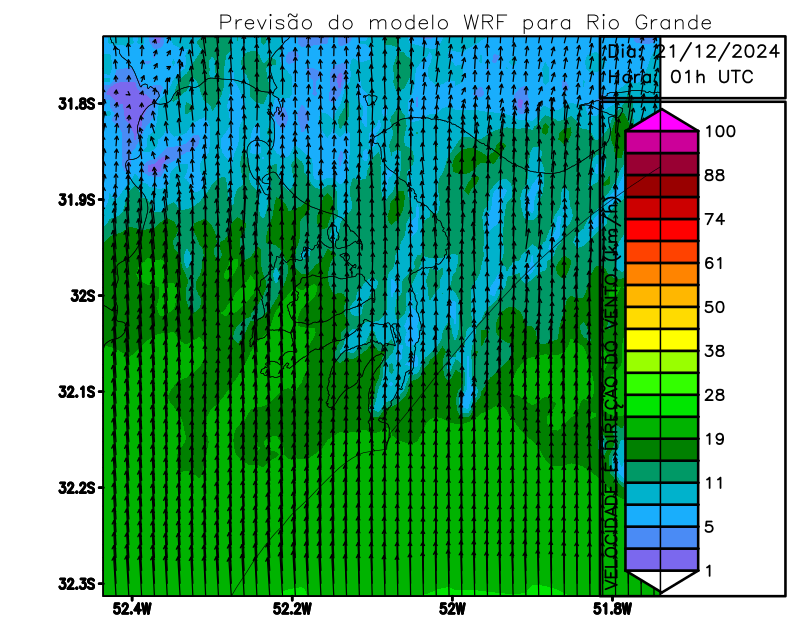 Previsão do modelo WRF para Rio Grande
Dia: 21/12/2024
Hora: 01h UTC
31.8S
31.9S
32S
32.1S
32.2S
32.3S
52.4W
52.2W
52W
51.8W
VELOCIDADE E DIREÇÃO DO VENTO (km/h)
100
88
74
61
50
38
28
19
11
5
1